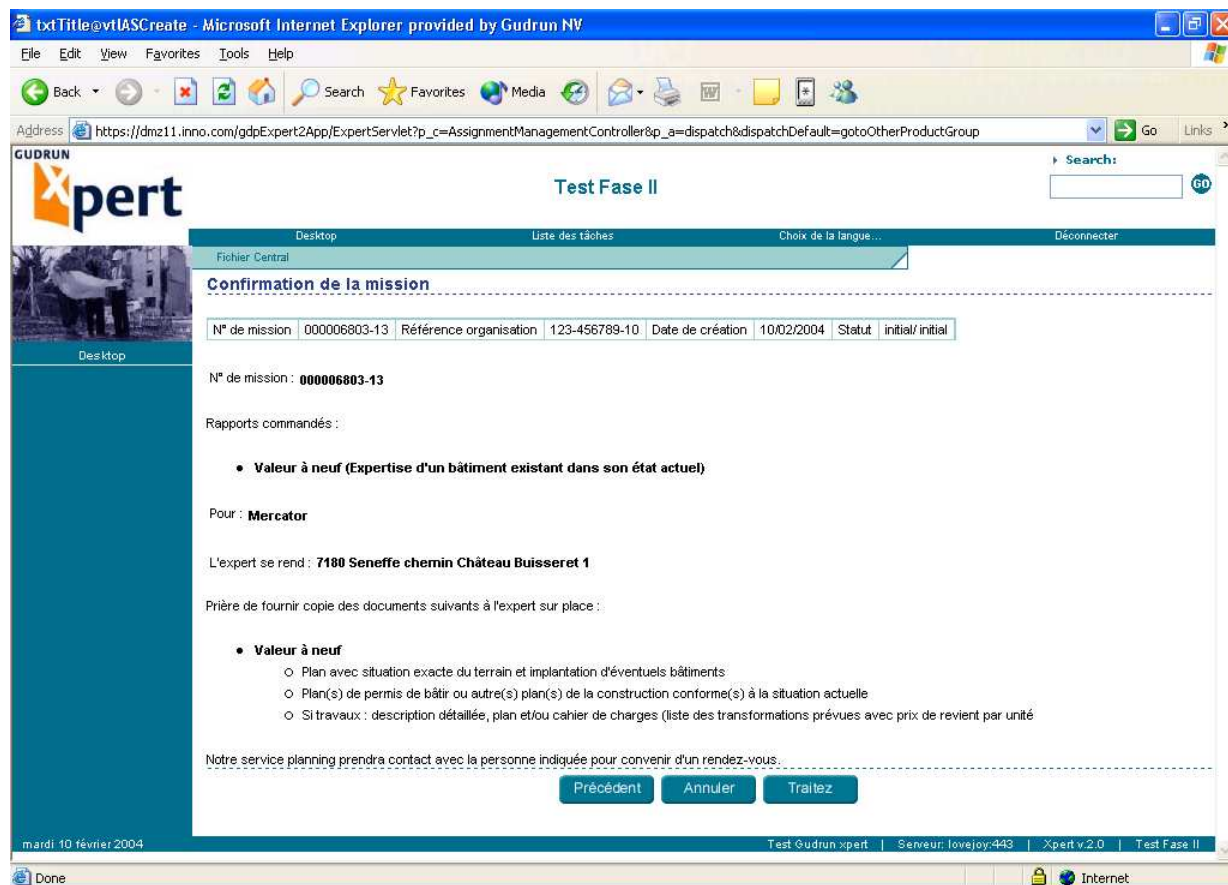 txtTitle@vtlASCreate - Microsoft Internet Explorer provided by Gudrun NV
File Edit View Favorites Tools Help
Back Search Favorites Media
Address https://dmz11.inno.com/gdpExpert2App/ExpertServlet?p_c=AssignmentManagementController&p_a=dispatch&dispatchDefault=gotoOtherProductGroup Go Links
GUDRUN
Xpert
Test Fase II
Search:
GO
Desktop Liste des tâches Choix de la langue... Déconnecter
Fichier Central
Desktop
Confirmation de la mission
N° de mission 000006803-13 Référence organisation 123-456789-10 Date de création 10/02/2004 Statut initial/ initial
N° de mission : 000006803-13
Rapports commandés :
Valeur à neuf (Expertise d'un bâtiment existant dans son état actuel)
Pour : Mercator
L'expert se rend : 7180 Seneffe chemin Château Buisseret 1
Prière de fournir copie des documents suivants à l'expert sur place :
Valeur à neuf
Plan avec situation exacte du terrain et implantation d'éventuels bâtiments
Plan(s) de permis de bâtir ou autre(s) plan(s) de la construction conforme(s) à la situation actuelle
Si travaux : description détaillée, plan et/ou cahier de charges (liste des transformations prévues avec prix de revient par unité
Notre service planning prendra contact avec la personne indiquée pour convenir d'un rendez-vous.
Précédent Annuler Traitez
mardi 10 février 2004 Test Gudrun xpert | Serveur: lovejoy:443 | Xpert v.2.0 | Test Fase II
Done Internet